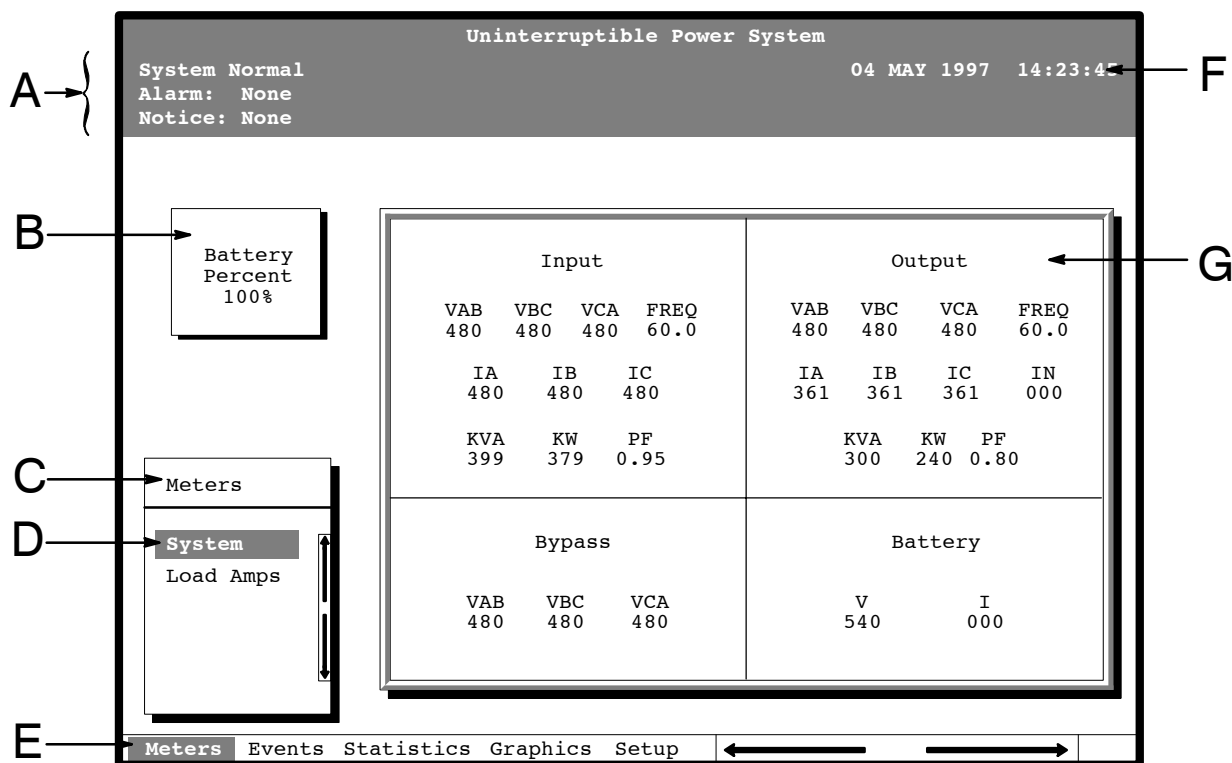 Uninterruptible Power System
System Normal
04 MAY 1997 14:23:45
Alarm: None
Notice: None
A
F
B
Battery
Percent
100%
G
Input
VAB VBC VCA FREQ
480 480 480 60.0
IA IB IC
480 480 480
KVA KW PF
399 379 0.95
Output
VAB VBC VCA FREQ
480 480 480 60.0
IA IB IC IN
361 361 361 000
KVA KW PF
300 240 0.80
C
Meters
D
System
Load Amps
Bypass
VAB VBC VCA
480 480 480
Battery
V I
540 000
E
Meters Events Statistics Graphics Setup